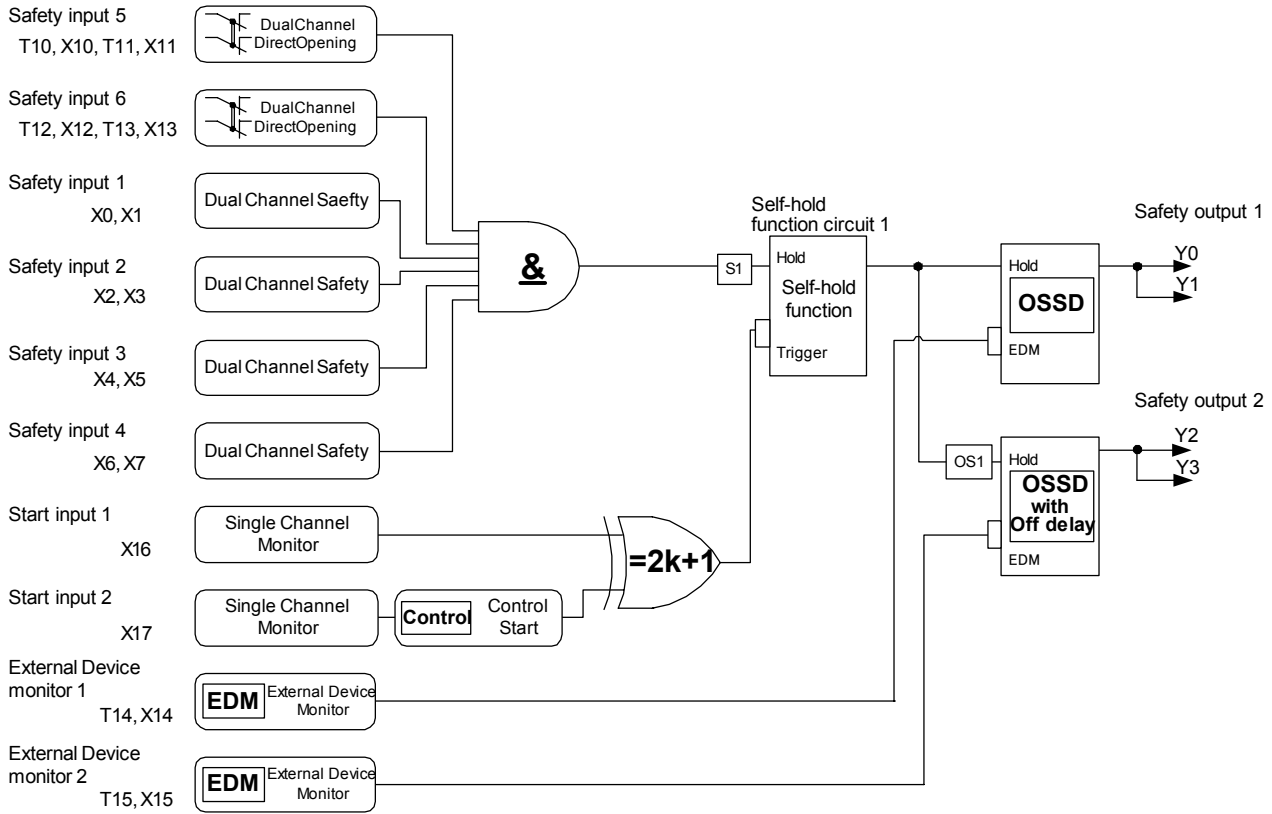 Safety input 5
T10, X10, T11, X11
DualChannel
DirectOpening
Safety input 6
T12, X12, T13, X13
DualChannel
DirectOpening
Safety input 1
X0, X1
Dual Channel Saefty
Safety input 2
X2, X3
Dual Channel Safety
Safety input 3
X4, X5
Dual Channel Safety
Safety input 4
X6, X7
Dual Channel Safety
Start input 1
X16
Single Channel
Monitor
Start input 2
X17
Single Channel
Monitor
Control
Control
Start
External Device
monitor 1
T14, X14
EDM
External Device
Monitor
External Device
monitor 2
T15, X15
EDM
External Device
Monitor
&
=2k+1
S1
Self-hold
function circuit 1
Hold
Self-hold
function
Trigger
Hold
OSSD
EDM
Safety output 1
Y0
Y1
OS1
Hold
OSSD
with
Off delay
EDM
Safety output 2
Y2
Y3